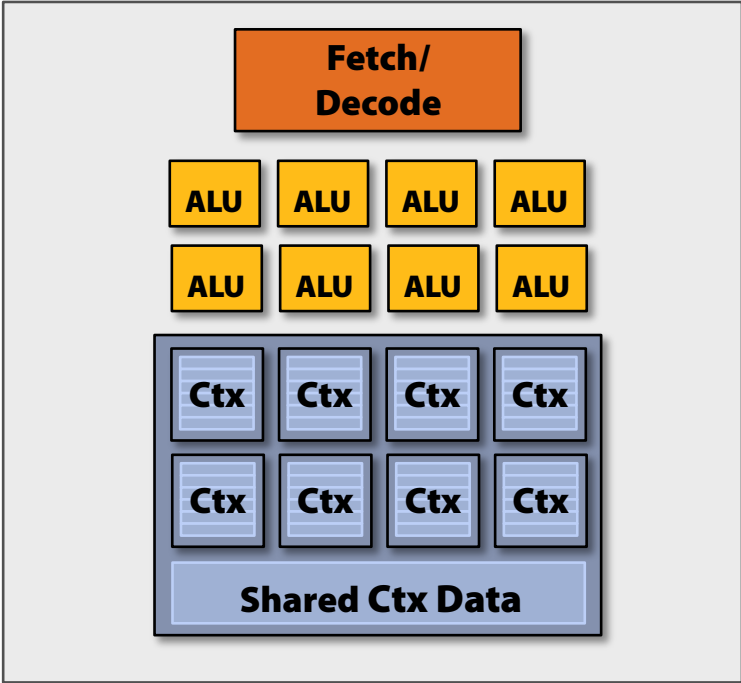 Fetch/
Decode
ALU ALU ALU ALU
ALU ALU ALU ALU
Ctx Ctx Ctx Ctx
Ctx Ctx Ctx Ctx
Shared Ctx Data